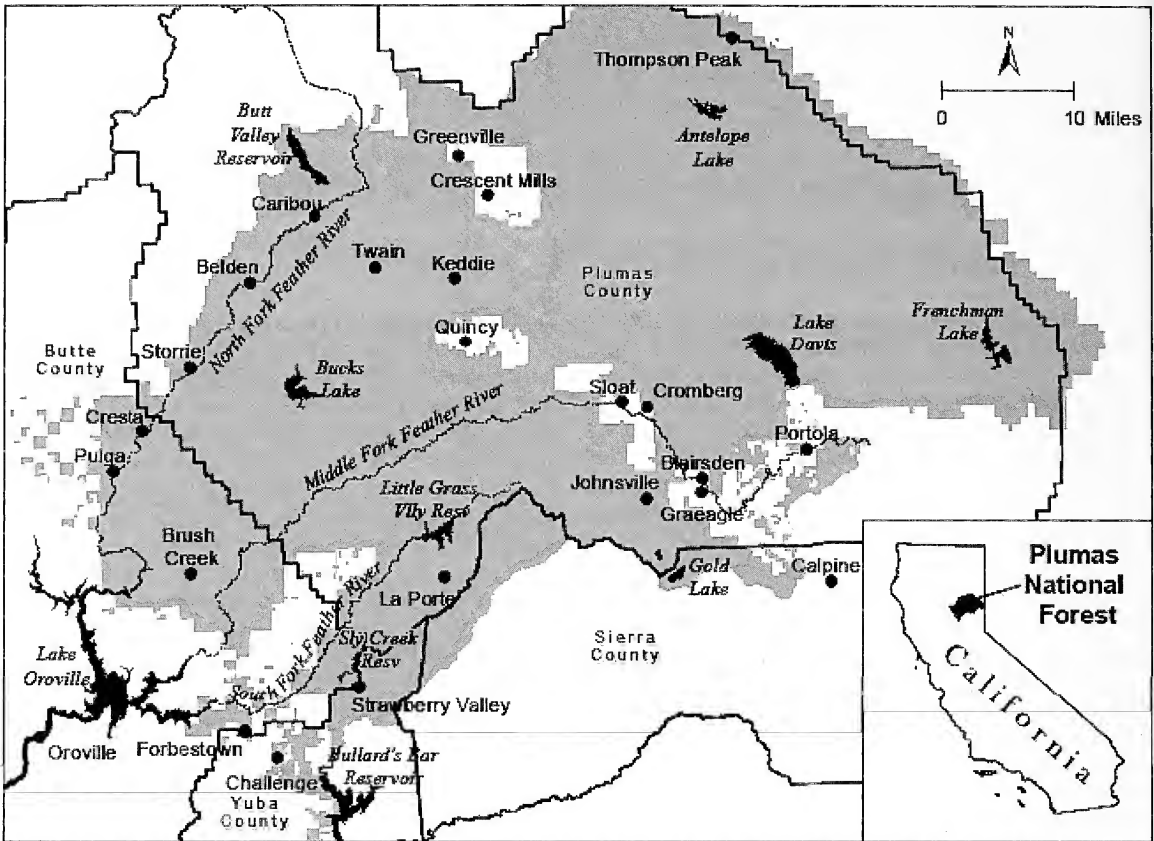 Thompson Peak
N
0 10 Miles
Butt
Valley
Reservoir
Greenville
Antelope
Lake
Crescent Mills
Caribou
Twain
Keddie
Belden
North Fork Feather River
Plumas
County
Quincy
Lake
Davis
Frenchman
Lake
Butte
County
Storrie
Bucks
Lake
Sloat
Cromberg
Cresta
Middle Fork Feather River
Portola
Pulga
Blairsden
Little Grass
Vlly Resv
Johnsville
Graeagle
Brush
Creek
Gold
Lake
Calpine
La Porte
South Fork Feather River
Sly Creek
Resv
Sierra
County
Lake
Oroville
Strawberry Valley
Oroville
Forbestown
Bullard's Bar
Reservoir
Challenge
Yuba
County
Plumas
National
Forest
California